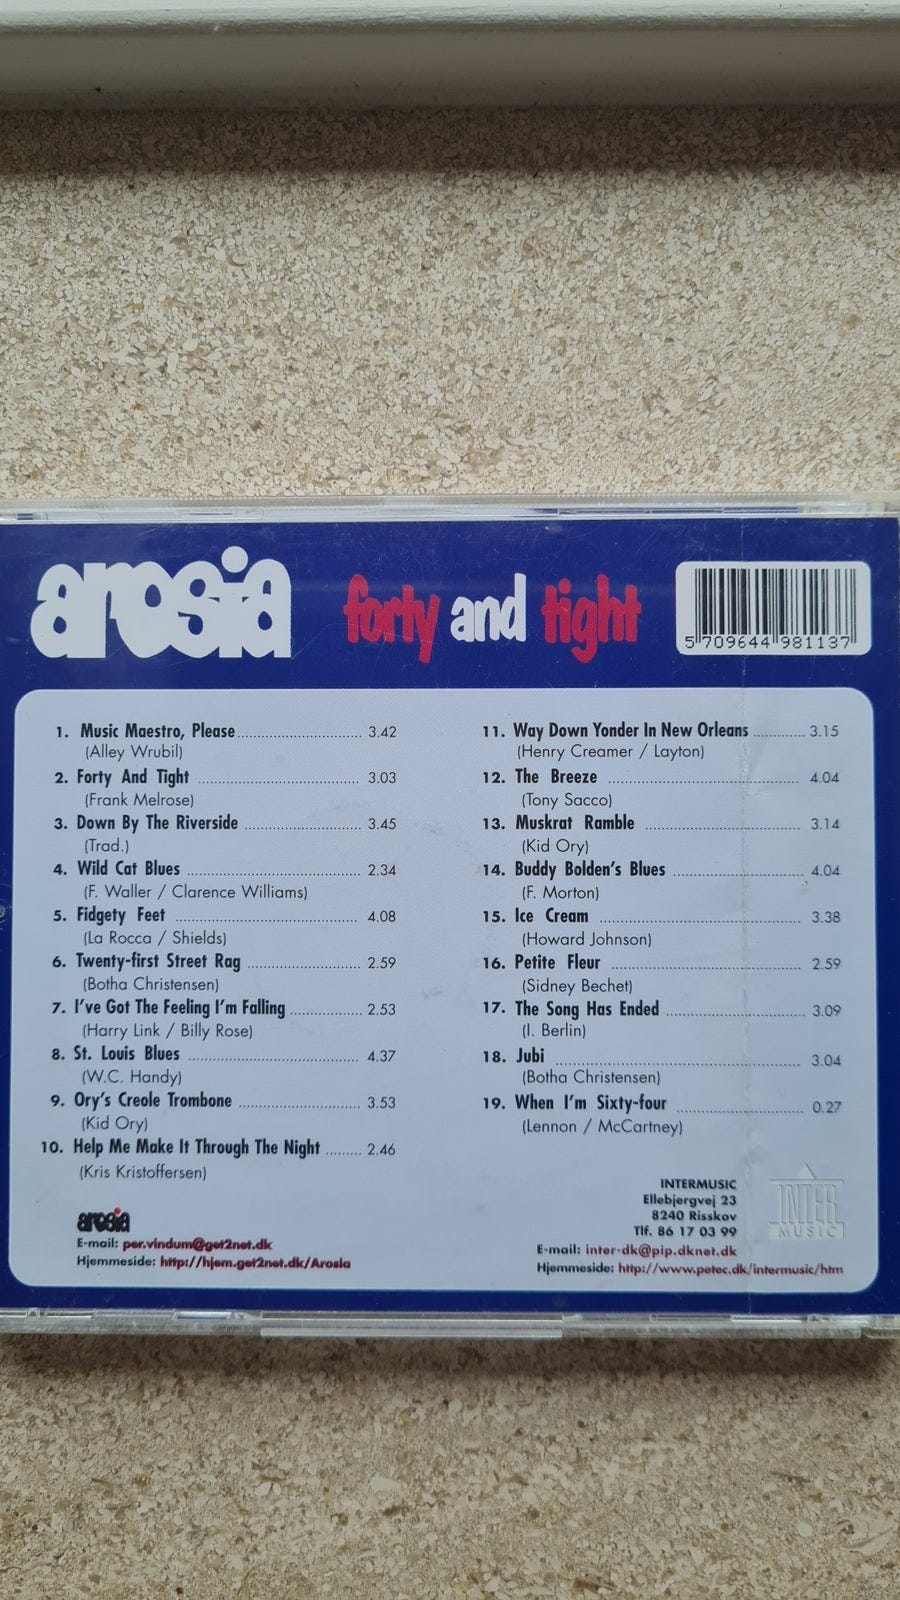 arosia
forty and tight
5 709644 981137
1. Music Maestro, Please 3.42
(Alley Wrubil)
2. Forty And Tight 3.03
(Frank Melrose)
3. Down By The Riverside 3.45
(Trad.)
4. Wild Cat Blues 2.34
(F. Waller / Clarence Williams)
5. Fidgety Feet 4.08
(La Rocca / Shields)
6. Twenty-first Street Rag 2.59
(Botha Christensen)
7. I've Got The Feeling I'm Falling 2.53
(Harry Link / Billy Rose)
8. St. Louis Blues 4.37
(W.C. Handy)
9. Ory's Creole Trombone 3.53
(Kid Ory)
10. Help Me Make It Through The Night 2.46
(Kris Kristoffersen)
11. Way Down Yonder In New Orleans 3.15
(Henry Creamer / Layton)
12. The Breeze 4.04
(Tony Sacco)
13. Muskrat Ramble 3.14
(Kid Ory)
14. Buddy Bolden's Blues 4.04
(F. Morton)
15. Ice Cream 3.38
(Howard Johnson)
16. Petite Fleur 2.59
(Sidney Bechet)
17. The Song Has Ended 3.09
(I. Berlin)
18. Jubi 3.04
(Botha Christensen)
19. When I'm Sixty-four 0.27
(Lennon / McCartney)
arosia
E-mail: per.vindum@get2net.dk
Hjemmeside: http://hjem.get2net.dk/Arosia
INTERMUSIC
Ellebjergvej 23
8240 Risskov
Tlf. 86 17 03 99
E-mail: inter-dk@pip.dknet.dk
Hjemmeside: http://www.petec.dk/intermusic/htm
INTER
MUSIC